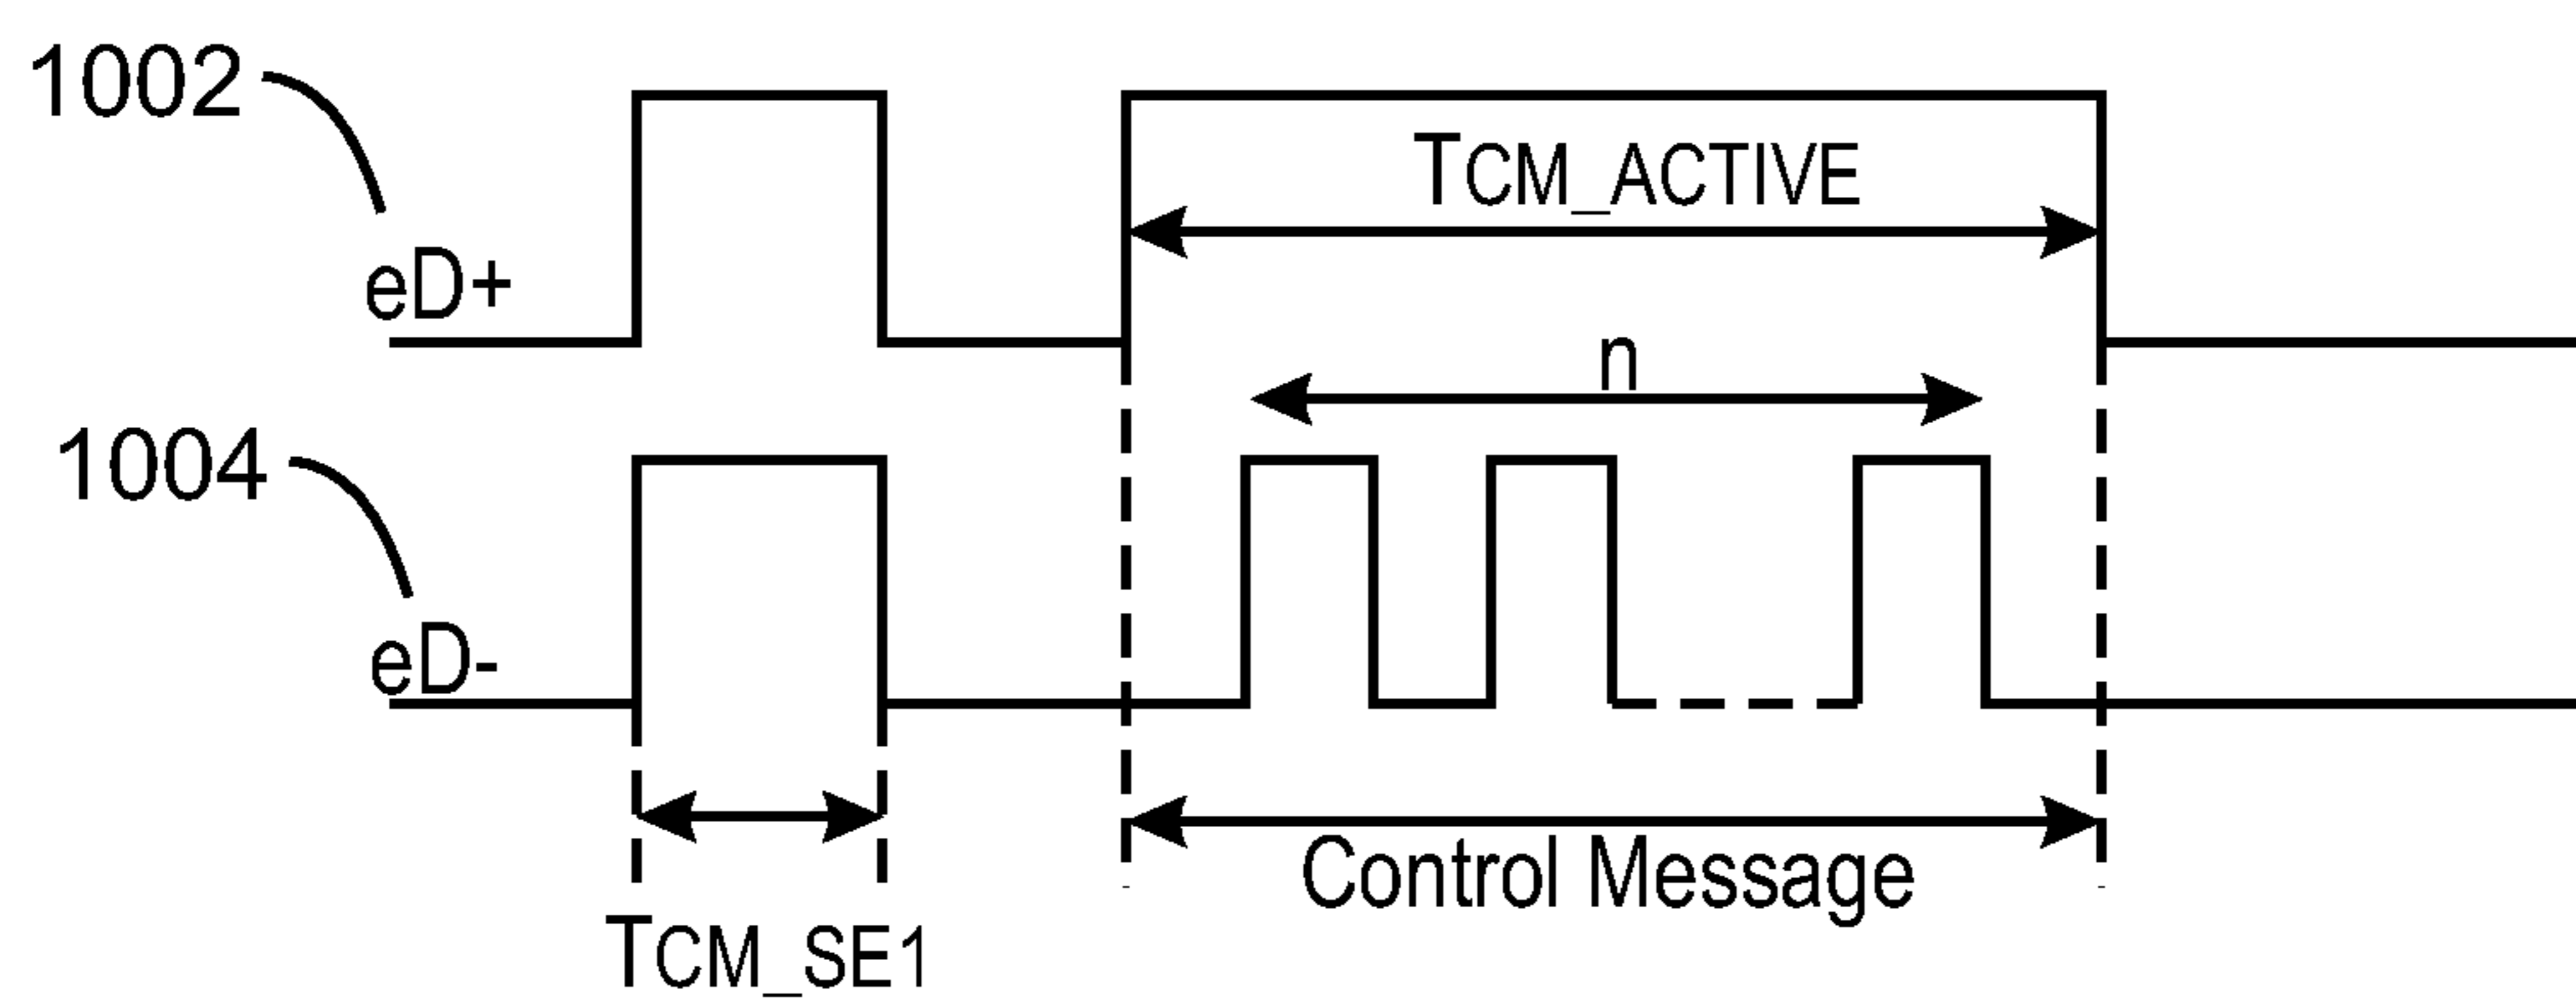 1002
TCM_ACTIVE
eD+
n
1004
eD-
Control Message
TCM_SE1